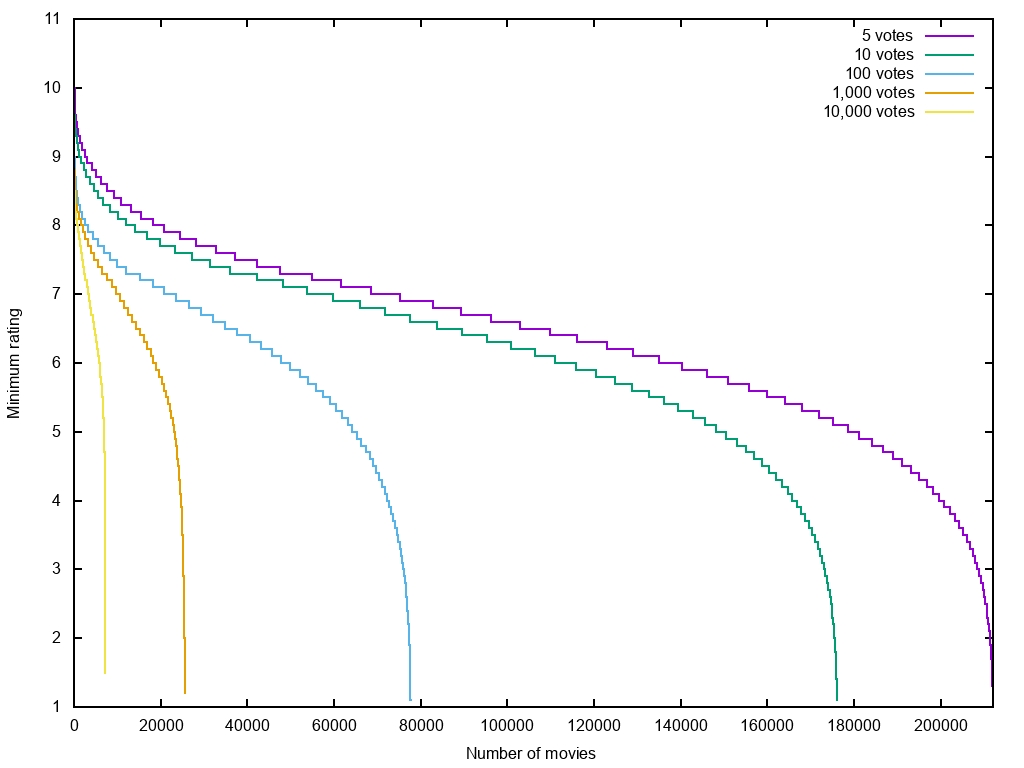 11
10
9
8
7
6
5
4
3
2
1
Minimum rating
5 votes
10 votes
100 votes
1,000 votes
10,000 votes
0 20000 40000 60000 80000 100000 120000 140000 160000 180000 200000
Number of movies